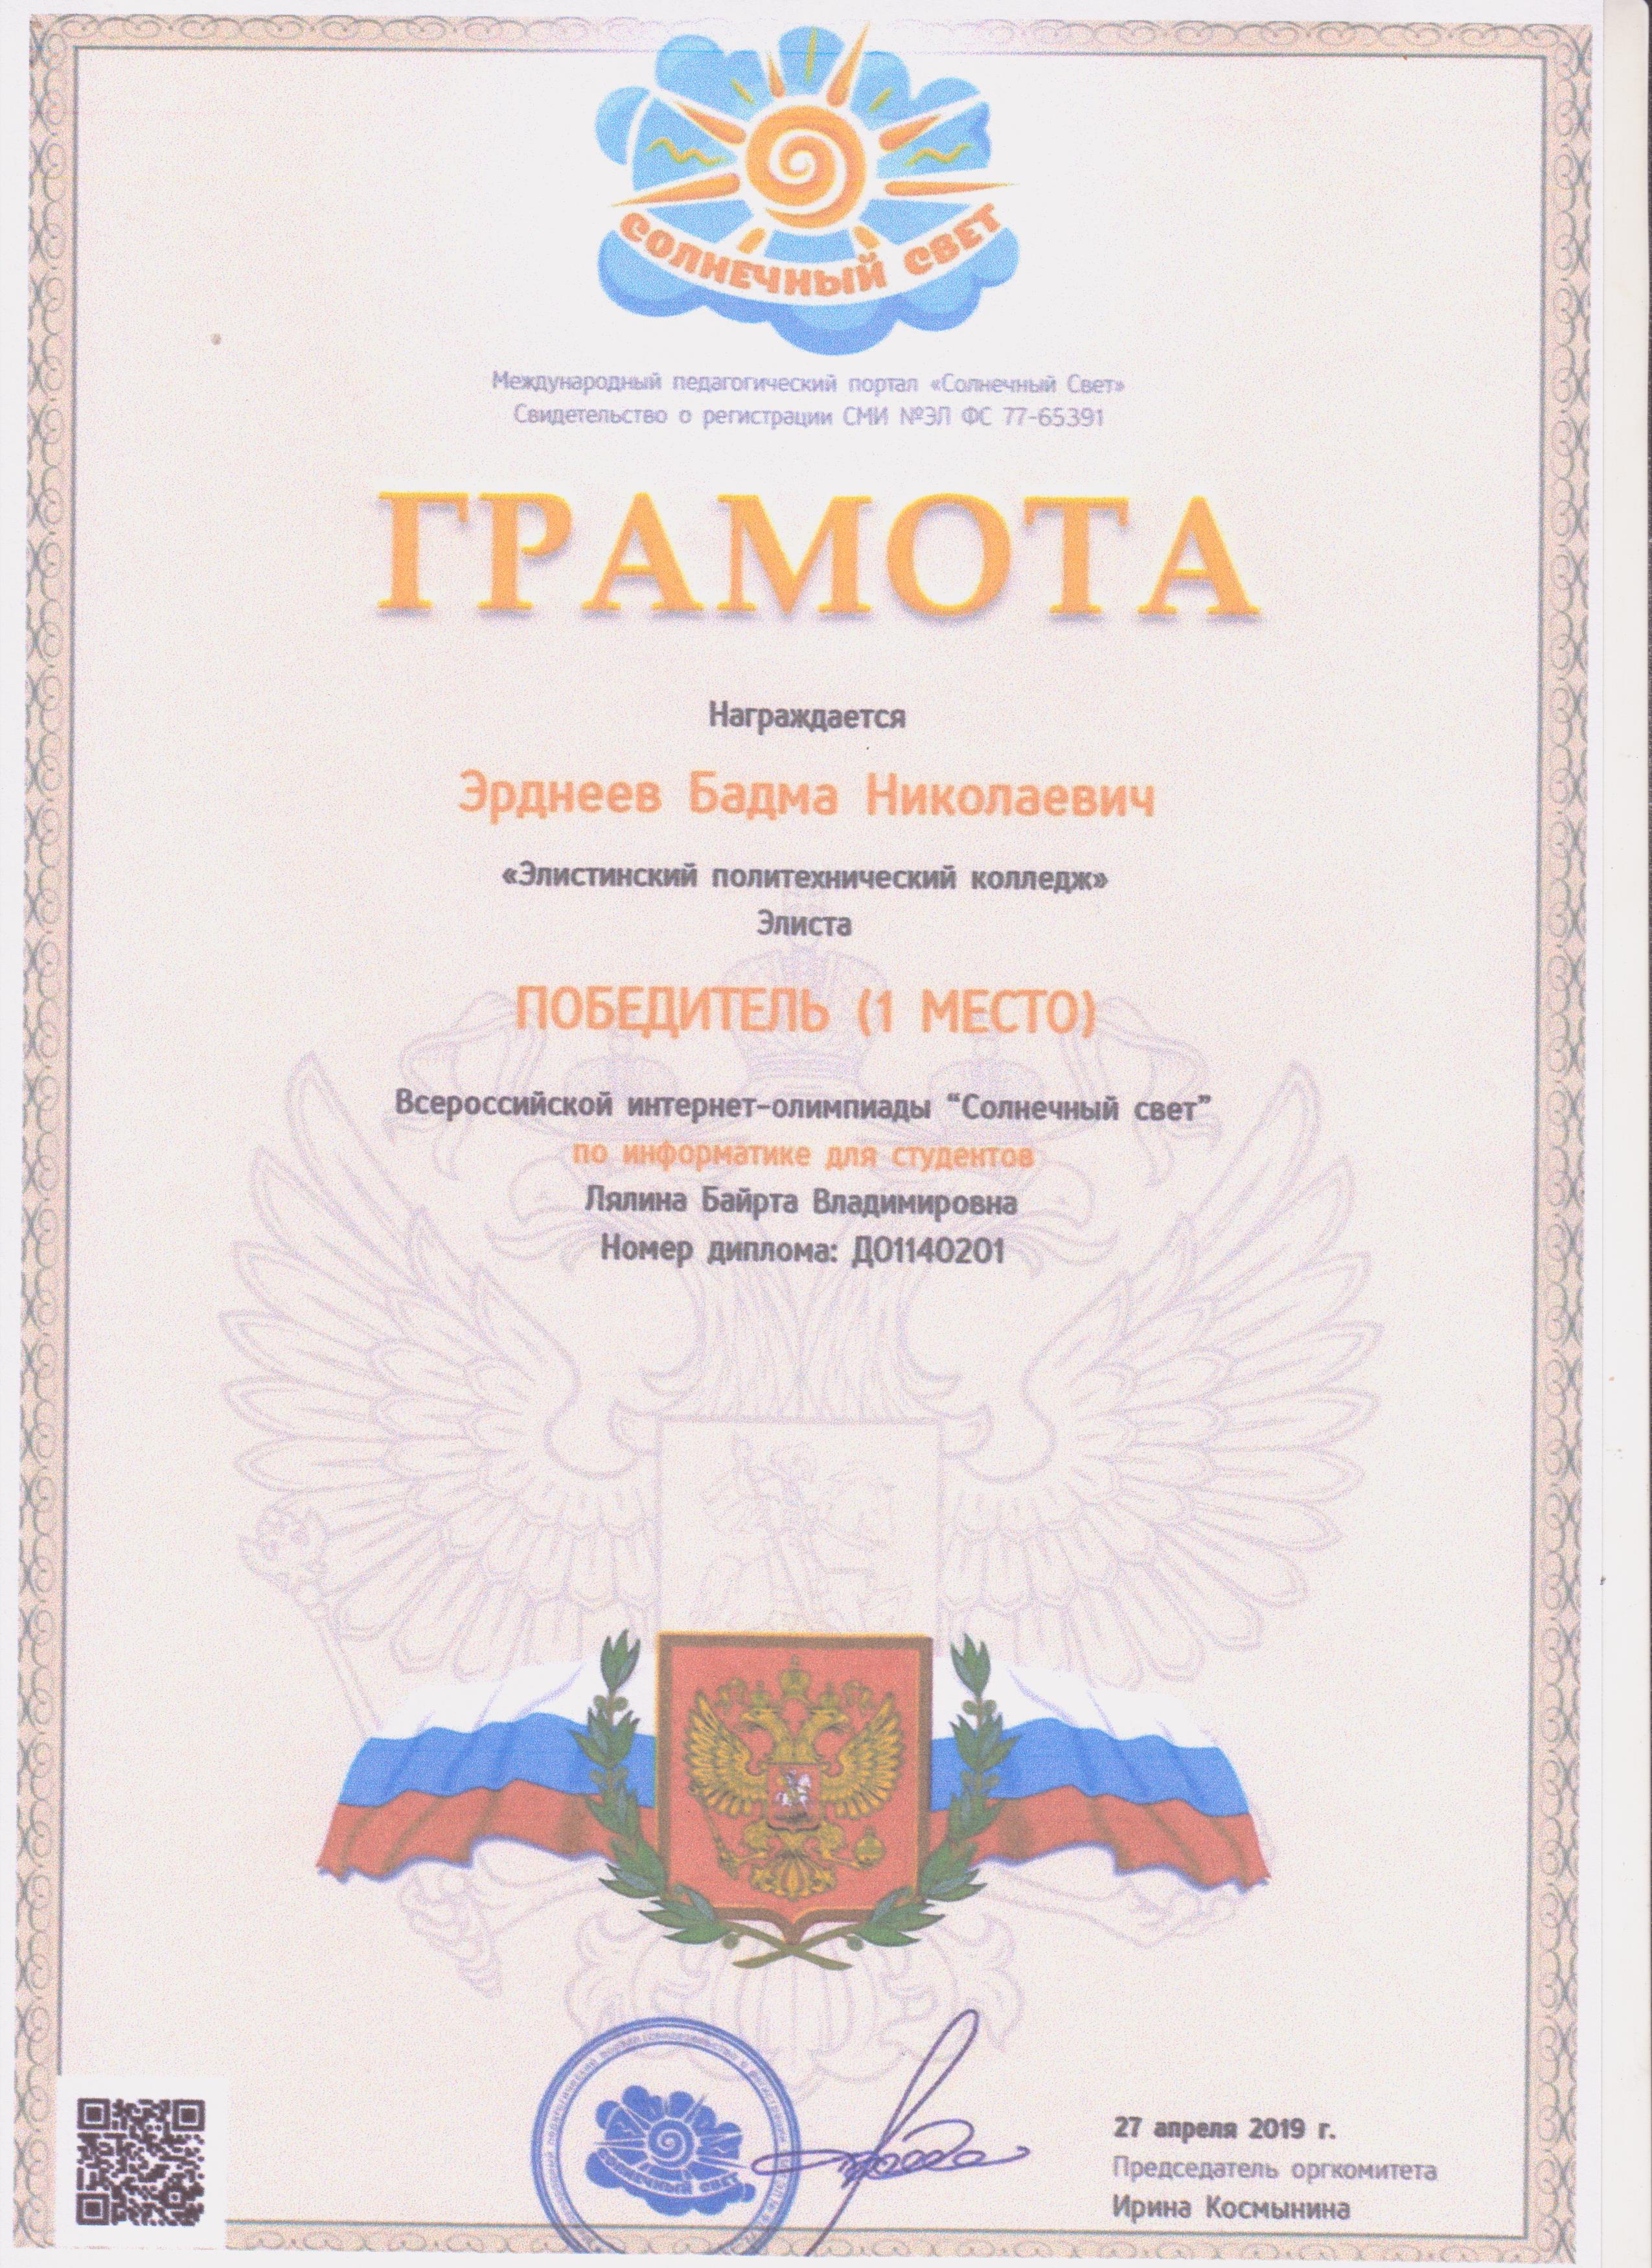 СОЛНЕЧНЫЙ СВЕТ
Международный педагогический портал «Солнечный Свет»
Свидетельство о регистрации СМИ №ЭЛ ФС 77-65391
ГРАМОТА
Награждается
Эрднеев Бадма Николаевич
«Элистинский политехнический колледж»
Элиста
ПОБЕДИТЕЛЬ (1 МЕСТО)
Всероссийской интернет-олимпиады “Солнечный свет”
по информатике для студентов
Лялина Байрта Владимировна
Номер диплома: ДО1140201
СОЛНЕЧНЫЙ СВЕТ
27 апреля 2019 г.
Председатель оргкомитета
Ирина Космынина